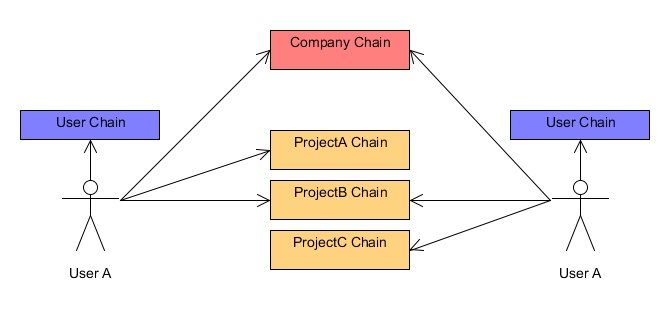 Company Chain
User Chain
User Chain
ProjectA Chain
ProjectB Chain
ProjectC Chain
User A
User A